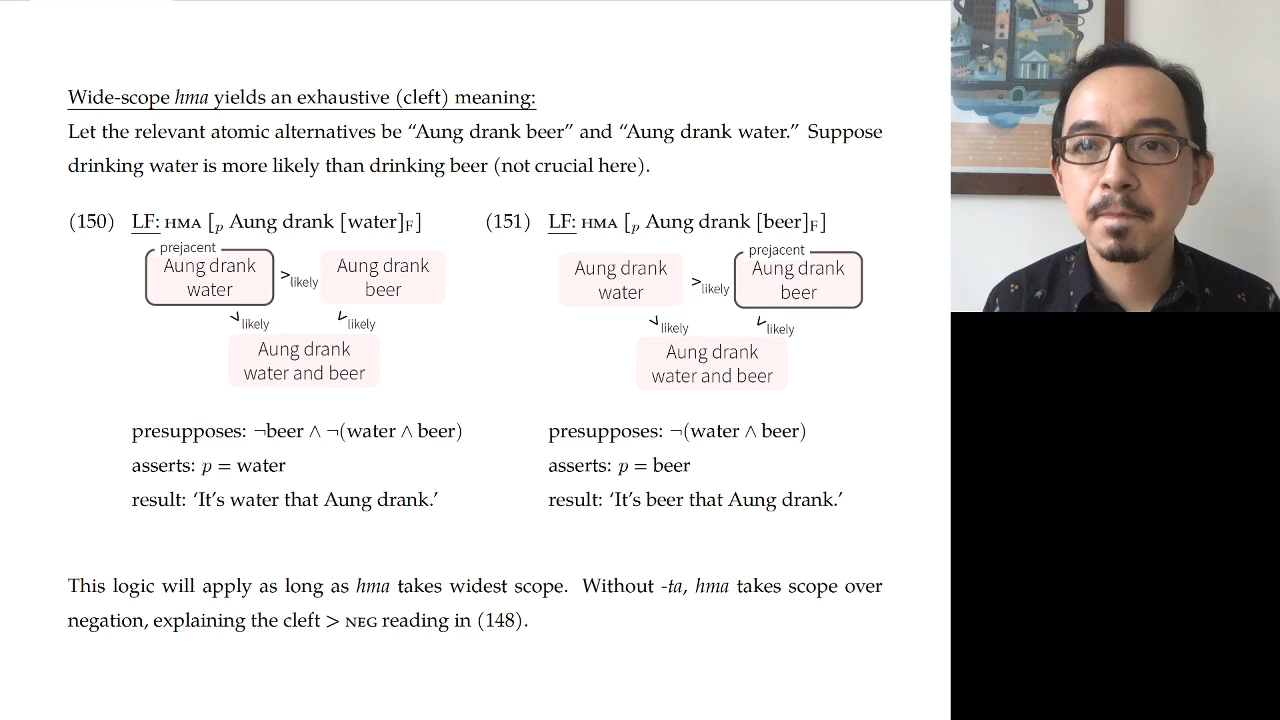 Wide-scope hma yields an exhaustive (cleft) meaning:
Let the relevant atomic alternatives be “Aung drank beer” and “Aung drank water.” Suppose
drinking water is more likely than drinking beer (not crucial here).
(150) LF: HMA [p Aung drank [water]F]
prejacent
Aung drank
water
>likely
Aung drank
beer
>likely
>likely
Aung drank
water and beer
presupposes: ¬beer ∧ ¬(water ∧ beer)
asserts: p = water
result: ‘It’s water that Aung drank.’
(151) LF: HMA [p Aung drank [beer]F]
Aung drank
water
>likely
prejacent
Aung drank
beer
>likely
>likely
Aung drank
water and beer
presupposes: ¬(water ∧ beer)
asserts: p = beer
result: ‘It’s beer that Aung drank.’
This logic will apply as long as hma takes widest scope. Without -ta, hma takes scope over
negation, explaining the cleft > NEG reading in (148).